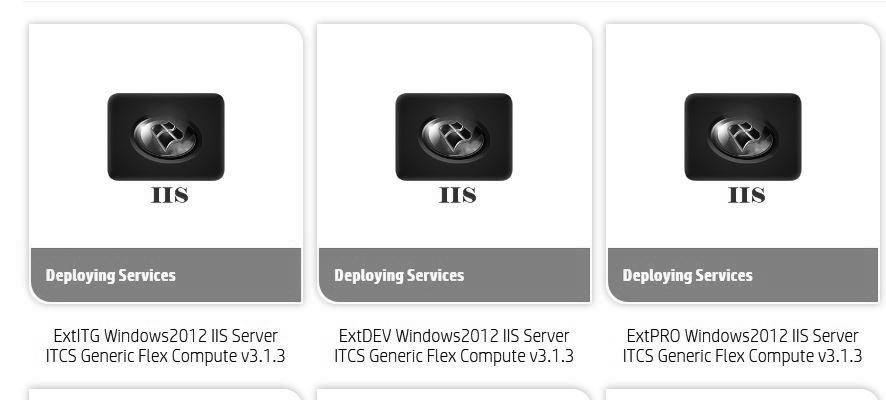 IIS
Deploying Services
ExtITG Windows2012 IIS Server
ITCS Generic Flex Compute v3.1.3
IIS
Deploying Services
ExtDEV Windows2012 IIS Server
ITCS Generic Flex Compute v3.1.3
IIS
Deploying Services
ExtPRO Windows2012 IIS Server
ITCS Generic Flex Compute v3.1.3